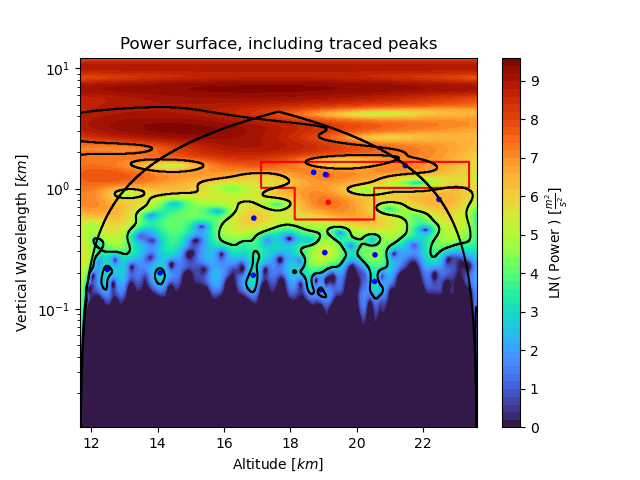 Power surface, including traced peaks
Vertical Wavelength [km]
10¹
10⁰
10⁻¹
12 14 16 18 20 22
Altitude [km]
9
8
7
6
5
4
3
2
1
0
LN( Power ) [m²/s²]